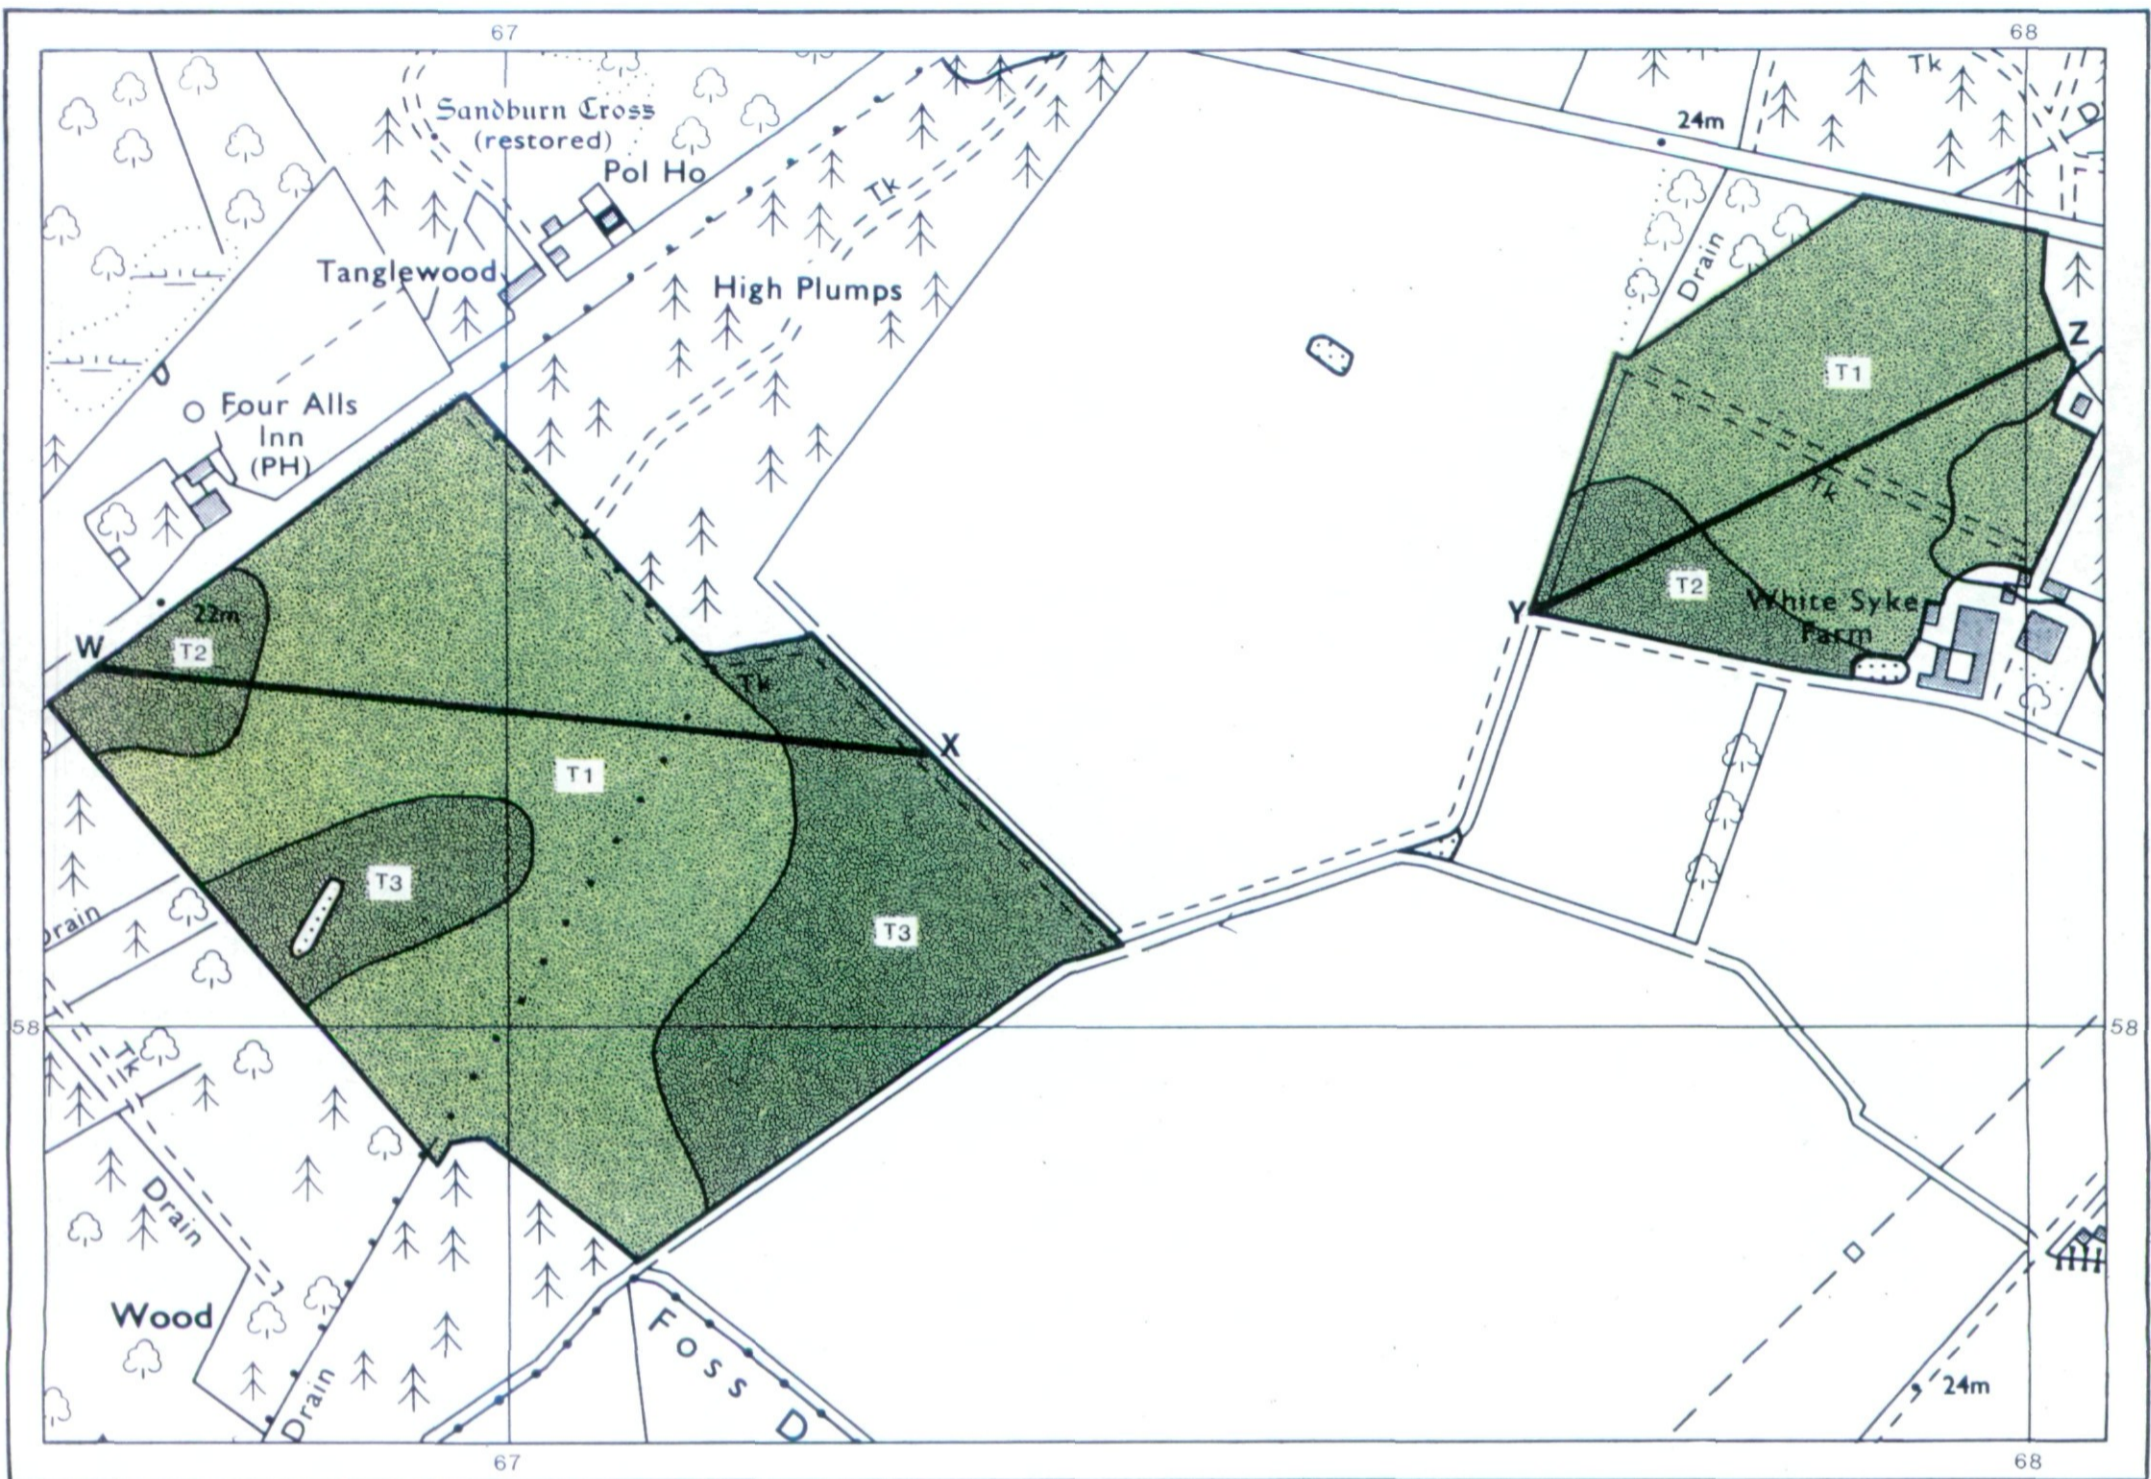 67
68
Tk
D
Sandburn Cross
(restored)
24m
Pol Ho
Tk
Tanglewood
High Plumps
Drain
Z
T1
Four Alls
Inn
(PH)
Tk
22m
T2
Y
White Syke
Farm
W
T2
Tk
X
T1
T3
T3
Drain
58
58
Tk
Drain
Wood
Foss D
Drain
24m
67
68